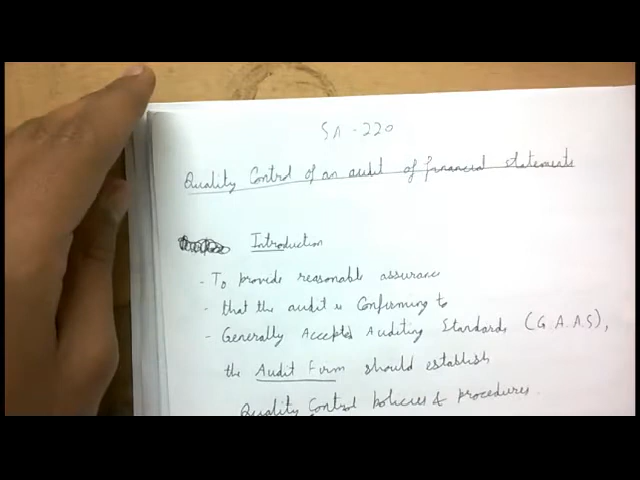 SA - 220
Quality Control of an audit of financial statements
Introduction
- To provide reasonable assurance
- that the audit is Confirming to
- Generally Accepted Auditing Standards (G.A.A.S),
the Audit Firm should establish
Quality Control policies & procedures.